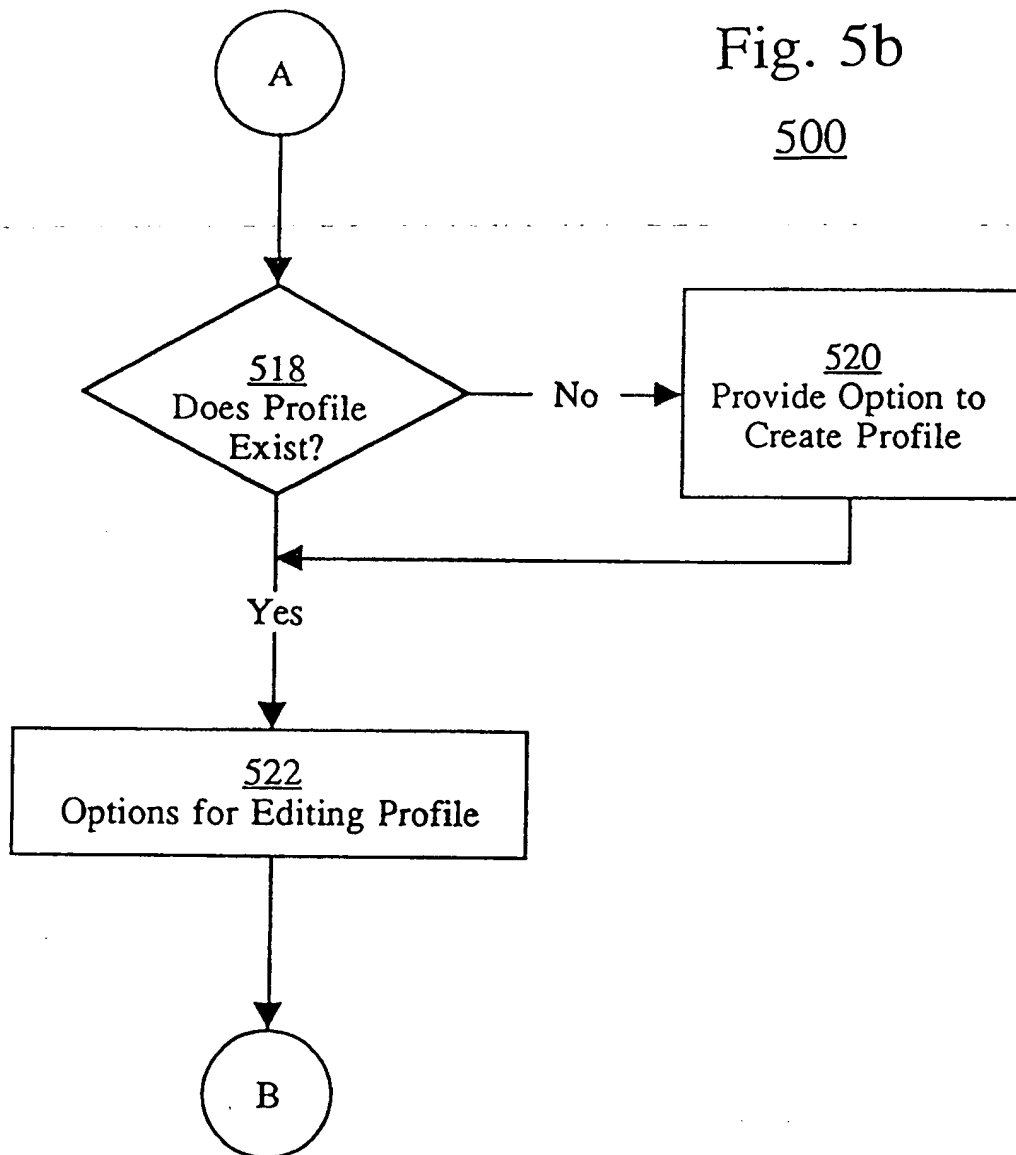 Fig. 5b
500
A
518
Does Profile
Exist?
No
520
Provide Option to
Create Profile
Yes
522
Options for Editing Profile
B